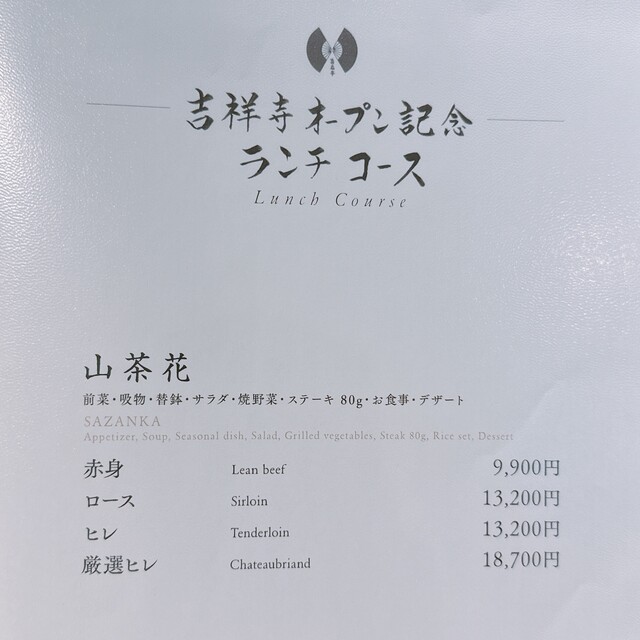 吉祥寺オープン記念
ランチコース
Lunch Course
山茶花
前菜・吸物・替鉢・サラダ・焼野菜・ステーキ 80g・お食事・デザート
SAZANKA
Appetizer, Soup, Seasonal dish, Salad, Grilled vegetables, Steak 80g, Rice set, Dessert
赤身 Lean beef 9,900円
ロース Sirloin 13,200円
ヒレ Tenderloin 13,200円
厳選ヒレ Chateaubriand 18,700円